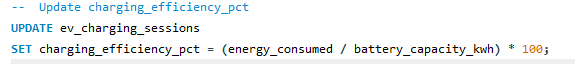 -- Update charging_efficiency_pct
UPDATE ev_charging_sessions
SET charging_efficiency_pct = (energy_consumed / battery_capacity_kwh) * 100;